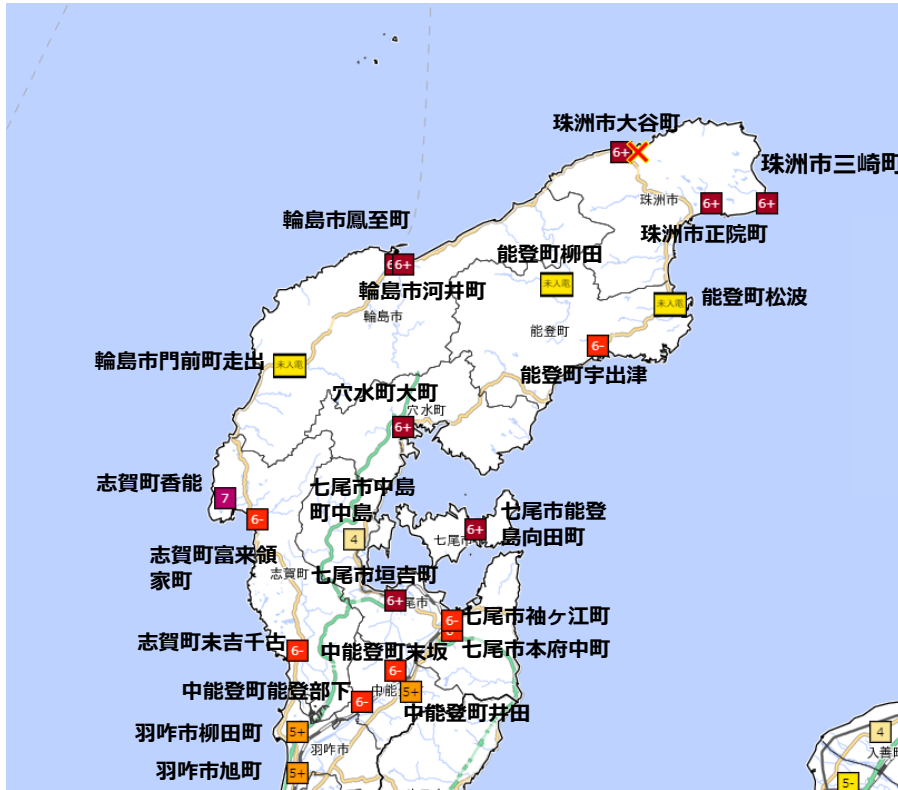 珠洲市大谷町
6+
珠洲市三崎町
珠洲市
6+
6+
珠洲市正院町
輪島市鳳至町
能登町柳田
6+
輪島市河井町
未入電
能登町松波
未入電
輪島市
能登町
6-
輪島市門前町走出
未入電
能登町宇出津
穴水町大町
穴水町
6+
志賀町香能
7
七尾市中島
町中島
七尾市能登
島向田町
6-
6+
4
七尾市
志賀町富来領
家町
志賀町
七尾市垣吉町
6+
尾市
七尾市袖ヶ江町
6-
志賀町末吉千古
6-
中能登町末坂
七尾市本府中町
6-
中能登町能登部下
6-
中能
5+
中能登町井田
羽咋市柳田町
5+
羽咋市
4
入善町
羽咋市旭町
5+
5-